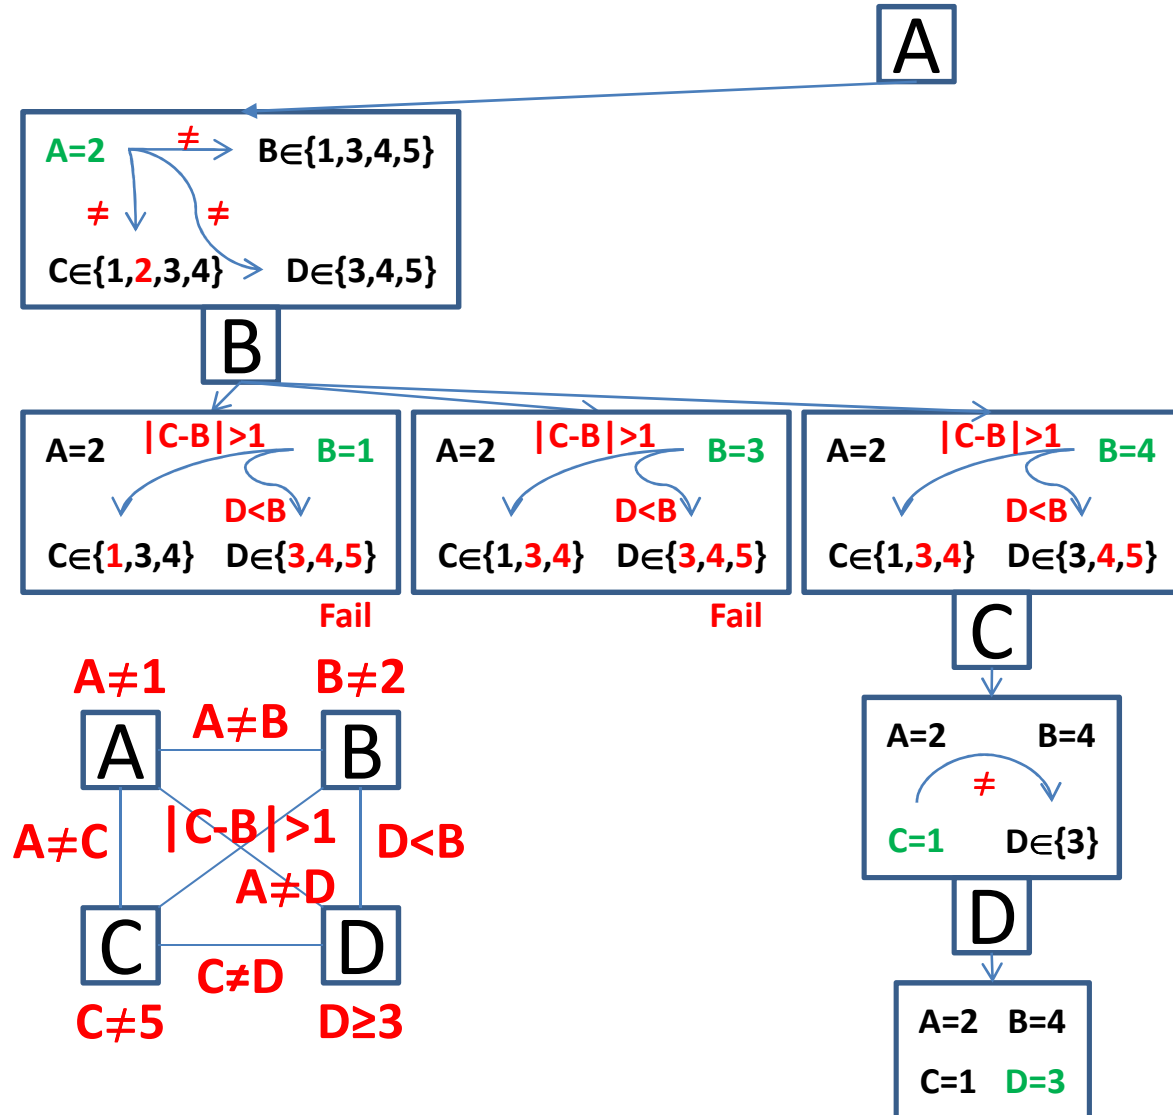 A
A=2 ≠ B∈{1,3,4,5}
≠ ≠
C∈{1,2,3,4} D∈{3,4,5}
B
A=2 |C-B|>1 B=1
D<B
C∈{1,3,4} D∈{3,4,5}
Fail
A=2 |C-B|>1 B=3
D<B
C∈{1,3,4} D∈{3,4,5}
Fail
A=2 |C-B|>1 B=4
D<B
C∈{1,3,4} D∈{3,4,5}
C
A=2 B=4
≠
C=1 D∈{3}
D
A=2 B=4
C=1 D=3
A≠1 B≠2
A≠B
A B
A≠C |C-B|>1 D<B
A≠D
C D
C≠D
C≠5 D≥3